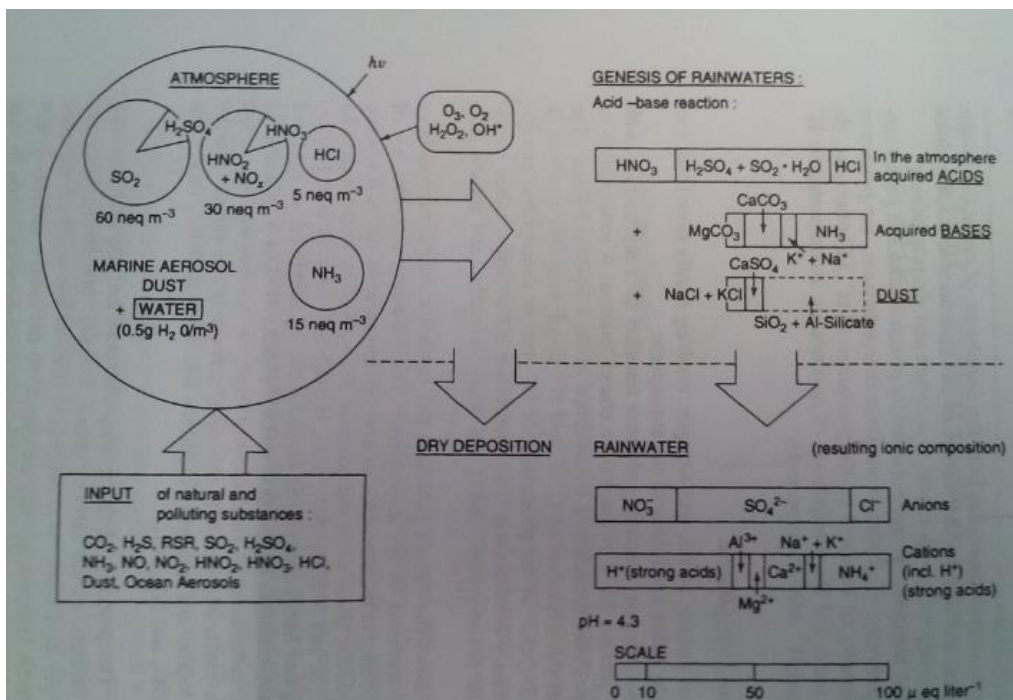 ATMOSPHERE
hν
O₃, O₂
H₂O₂, OH•
H₂SO₄
HNO₃
SO₂
HNO₂
+ NOₓ
HCl
60 neq m⁻³
30 neq m⁻³
5 neq m⁻³
MARINE AEROSOL
DUST
+ WATER
(0.5g H₂ 0/m³)
NH₃
15 neq m⁻³
INPUT of natural and
polluting substances :
CO₂, H₂S, RSR, SO₂, H₂SO₄,
NH₃, NO, NO₂, HNO₂, HNO₃, HCl,
Dust, Ocean Aerosols
DRY DEPOSITION
GENESIS OF RAINWATERS :
Acid –base reaction :
HNO₃ H₂SO₄ + SO₂ · H₂O HCl
In the atmosphere
acquired ACIDS
CaCO₃
+ MgCO₃ NH₃ Acquired BASES
K⁺ + Na⁺
CaSO₄
+ NaCl + KCl DUST
SiO₂ + Al-Silicate
RAINWATER (resulting ionic composition)
NO₃⁻ SO₄²⁻ Cl⁻ Anions
Al³⁺ Na⁺ + K⁺
H⁺(strong acids) Ca²⁺ NH₄⁺
Cations
(incl. H⁺)
(strong acids)
Mg²⁺
pH = 4.3
SCALE
0 10 50 100 μ eq liter⁻¹